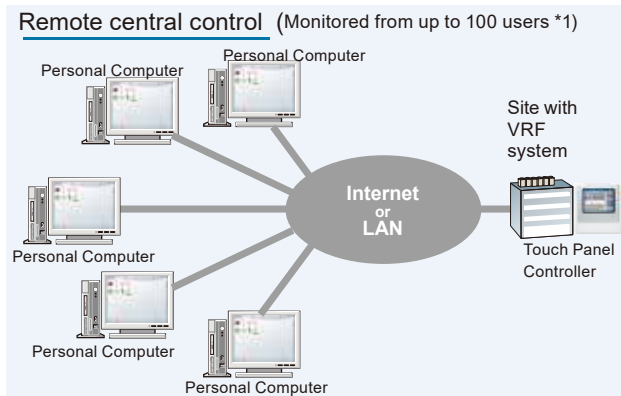 Remote central control (Monitored from up to 100 users *1)
Personal Computer
Personal Computer
Site with
VRF
system
Internet
or
LAN
Personal Computer
Touch Panel
Controller
Personal Computer
Personal Computer